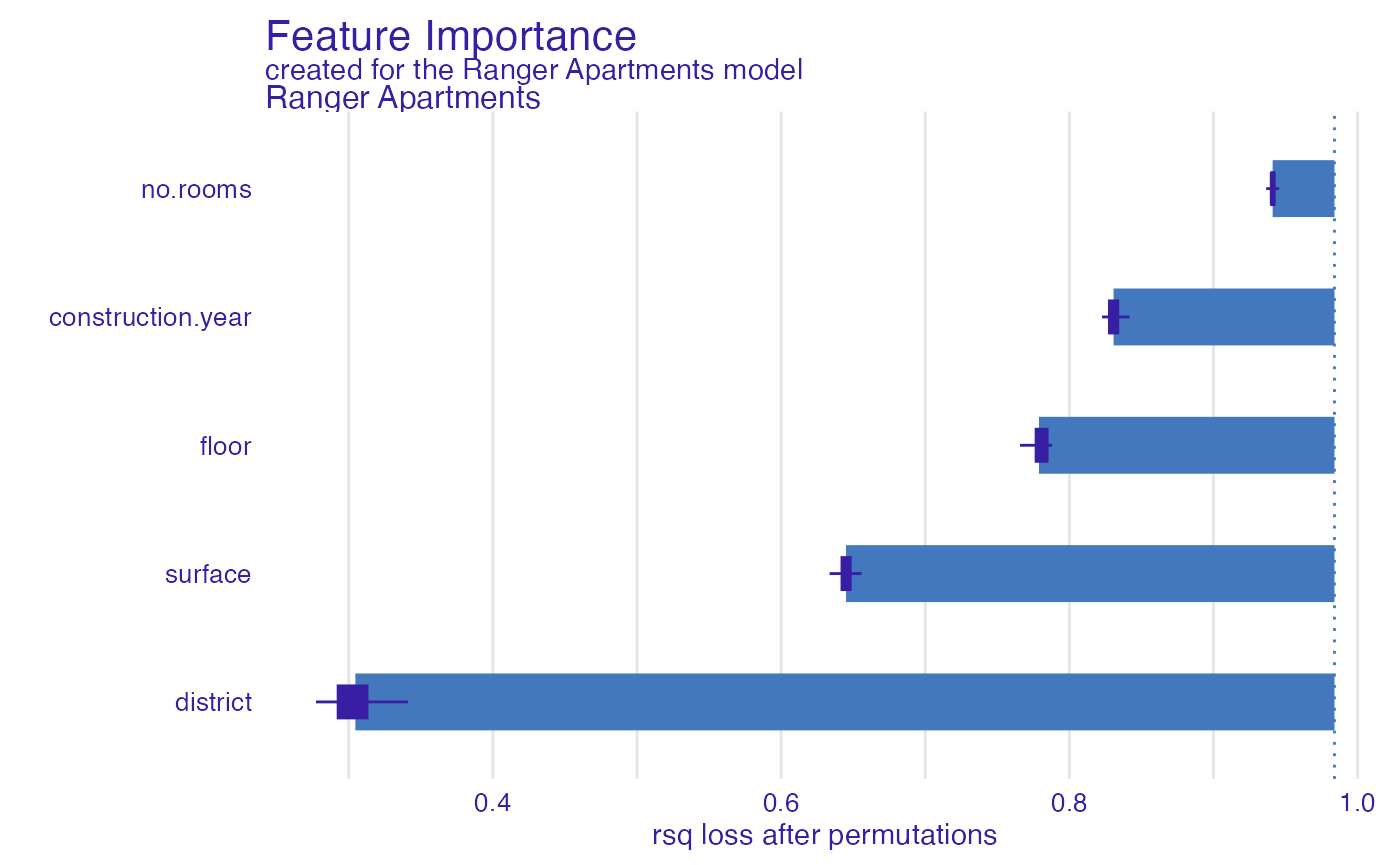 Feature Importance
created for the Ranger Apartments model
Ranger Apartments
no.rooms
construction.year
floor
surface
district
0.4 0.6 0.8 1.0
rsq loss after permutations